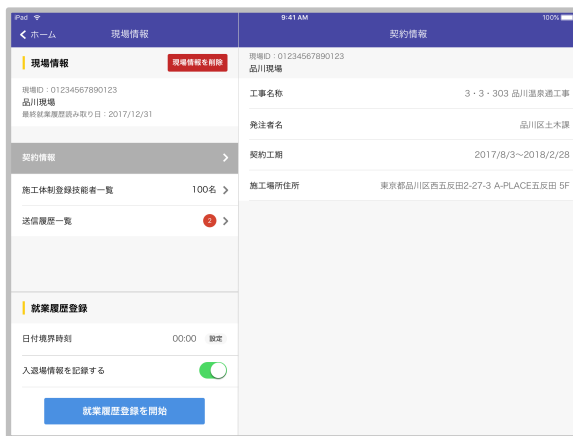 iPad
9:41 AM
100%
ホーム
現場情報
契約情報
現場情報
現場情報を削除
現場ID：01234567890123
品川現場
最終就業履歴読み取り日：2017/12/31
契約情報
施工体制登録技能者一覧
100名
送信履歴一覧
2
就業履歴登録
日付境界時刻
00:00
設定
入退場情報を記録する
就業履歴登録を開始
現場ID：01234567890123
品川現場
工事名称
3・3・303 品川温泉通工事
発注者名
品川区土木課
契約工期
2017/8/3〜2018/2/28
施工場所住所
東京都品川区西五反田2-27-3 A-PLACE五反田 5F